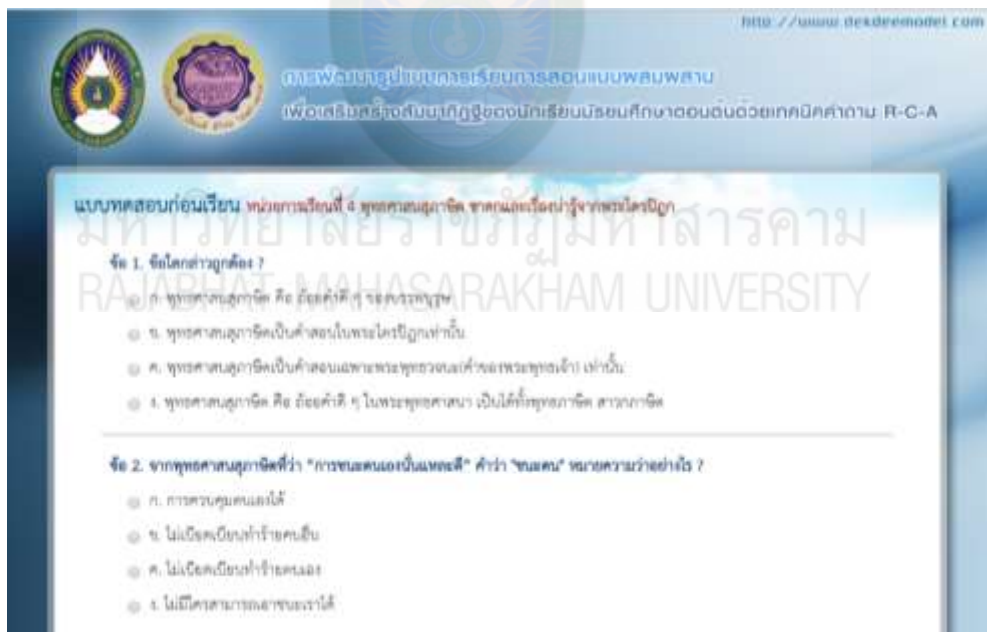 http://www.dekdeemodel.com
การพัฒนารูปแบบการเรียนการสอนแบบผสมผสาน
เพื่อเสริมสร้างสัมมาทิฏฐิของนักเรียนมัธยมศึกษาตอนต้นด้วยเทคนิคคำถาม R-C-A
แบบทดสอบก่อนเรียน หน่วยการเรียนที่ 4 พุทธศาสนสุภาษิต ชาดกและเรื่องน่ารู้จากพระไตรปิฎก
มหาวิทยาลัยราชภัฏมหาสารคาม
ข้อ 1. ข้อใดกล่าวถูกต้อง ?
RAJABHAT MAHASARAKHAM UNIVERSITY
ก. พุทธศาสนสุภาษิต คือ ถ้อยคำดี ๆ ของบรรพบุรุษ
ข. พุทธศาสนสุภาษิตเป็นคำสอนในพระไตรปิฎกเท่านั้น
ค. พุทธศาสนสุภาษิตเป็นคำสอนเฉพาะพระพุทธวจนะ(คำของพระพุทธเจ้า) เท่านั้น
ง. พุทธศาสนสุภาษิต คือ ถ้อยคำดี ๆ ในพระพุทธศาสนา เป็นได้ทั้งพุทธภาษิต สาวกภาษิต
ข้อ 2. จากพุทธศาสนสุภาษิตที่ว่า "การชนะตนเองนั่นแหละดี" คำว่า "ชนะตน" หมายความว่าอย่างไร ?
ก. การควบคุมตนเองได้
ข. ไม่เบียดเบียนทำร้ายคนอื่น
ค. ไม่เบียดเบียนทำร้ายตนเอง
ง. ไม่มีใครสามารถเอาชนะเราได้